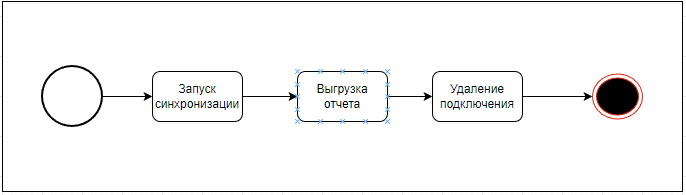 Запуск
синхронизации
Выгрузка
отчета
Удаление
подключения